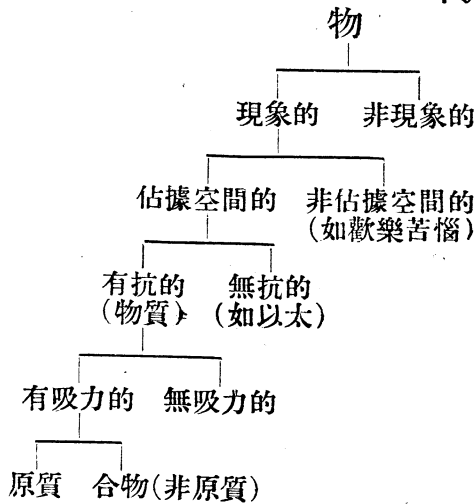 物
現象的 非現象的
佔據空間的 非佔據空間的
(如歡樂苦惱)
有抗的 無抗的
(物質) (如以太)
有吸力的 無吸力的
原質 合物(非原質)